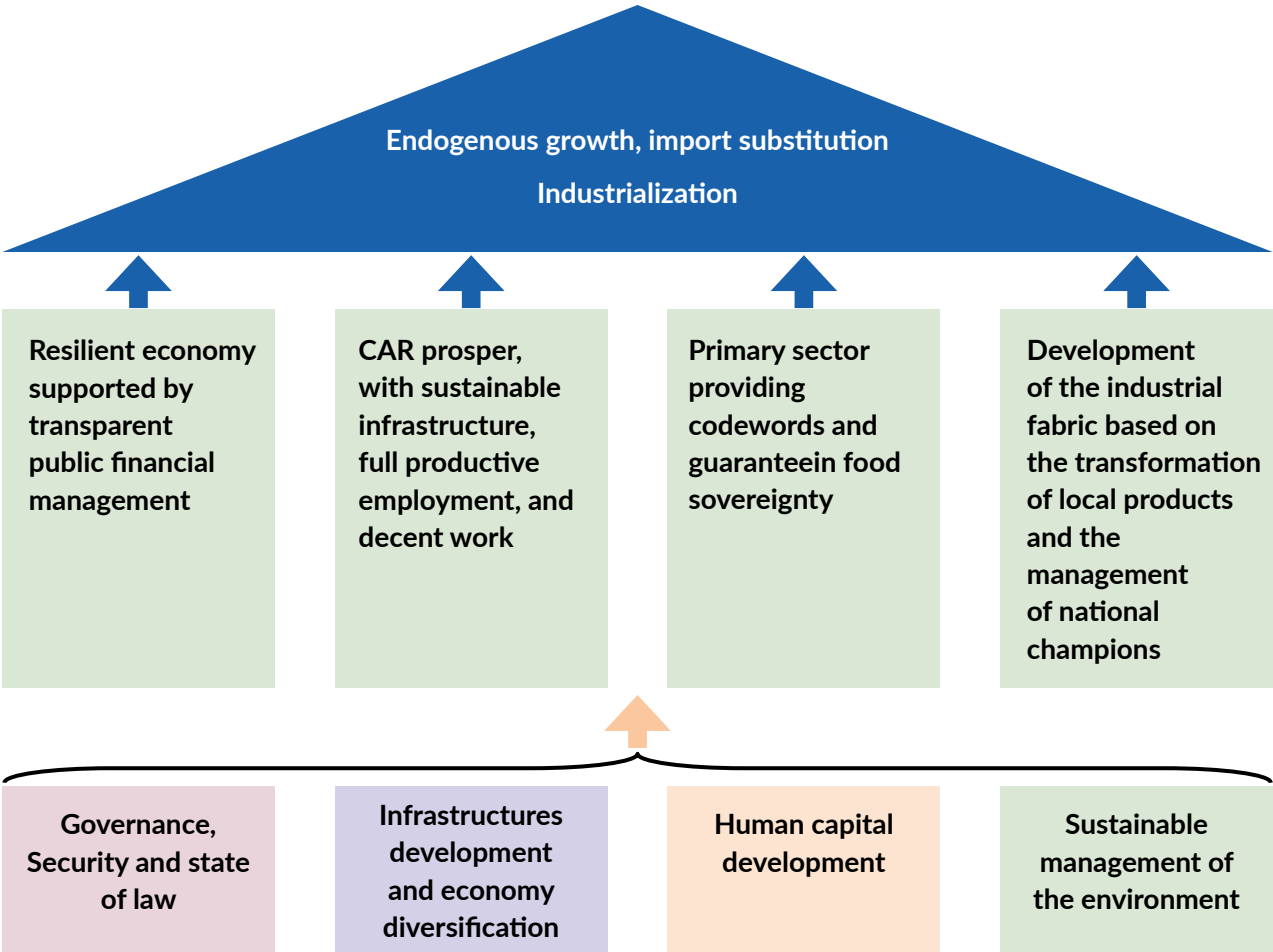 Endogenous growth, import substitution
Industrialization
Resilient economy
supported by
transparent
public financial
management
CAR prosper,
with sustainable
infrastructure,
full productive
employment, and
decent work
Primary sector
providing
codewords and
guaranteein food
sovereignty
Development
of the industrial
fabric based on
the transformation
of local products
and the
management
of national
champions
Governance,
Security and state
of law
Infrastructures
development
and economy
diversification
Human capital
development
Sustainable
management of
the environment